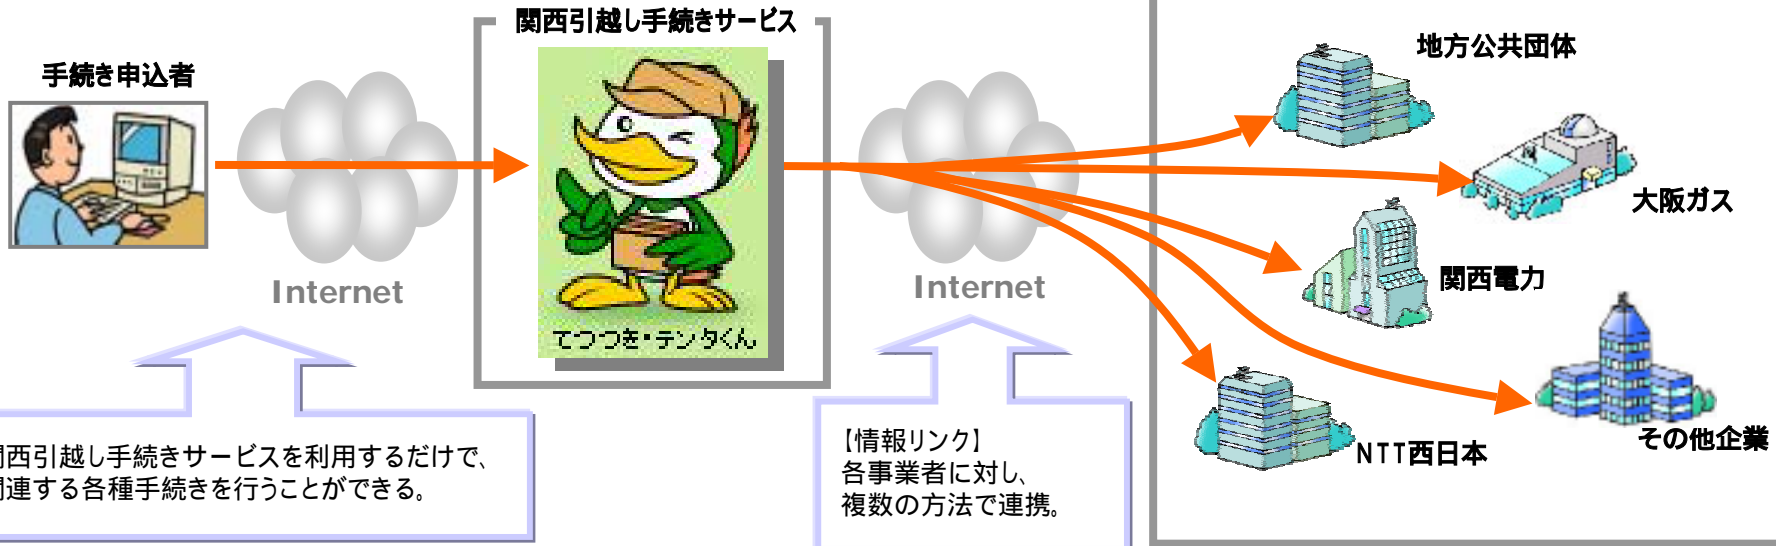 関西引越し手続きサービス
手続き申込者
地方公共団体
大阪ガス
関西電力
Internet
Internet
てつつき・テンタくん
その他企業
NTT西日本
関西引越し手続きサービスを利用するだけで、
関連する各種手続きを行うことができる。
【情報リンク】
各事業者に対し、
複数の方法で連携。